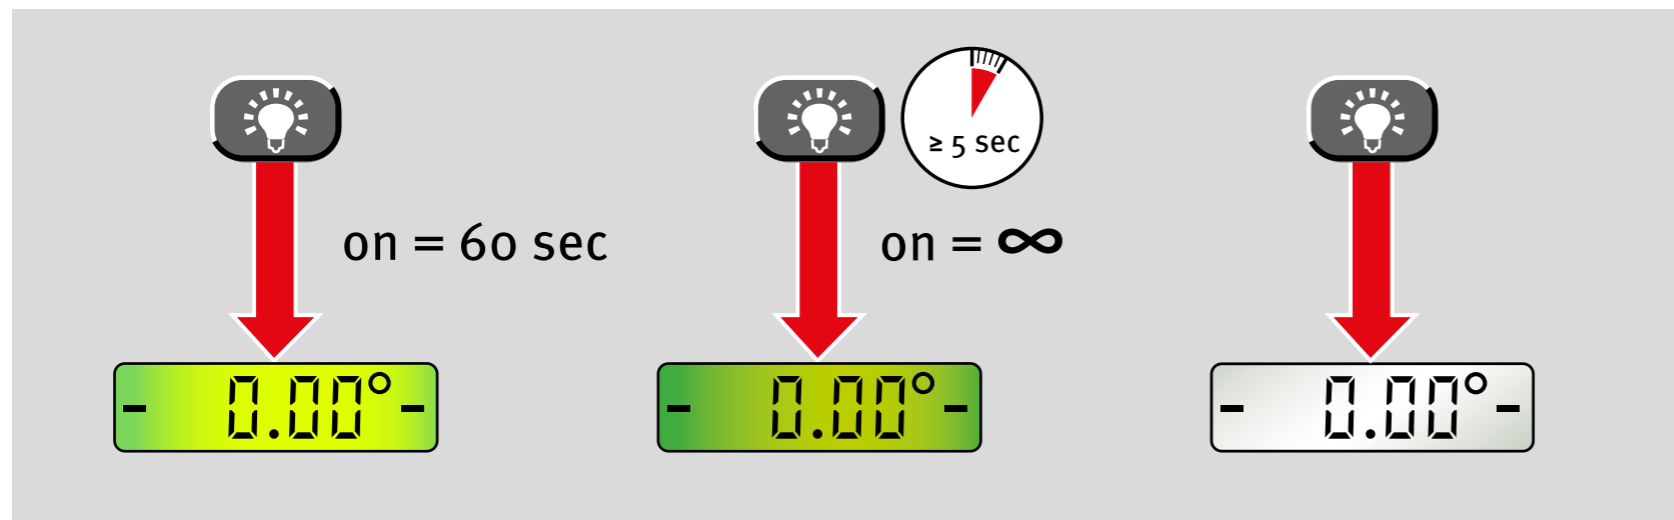 ≥ 5 sec
on = 60 sec
on = ∞
- 0.00° -
- 0.00° -
- 0.00° -